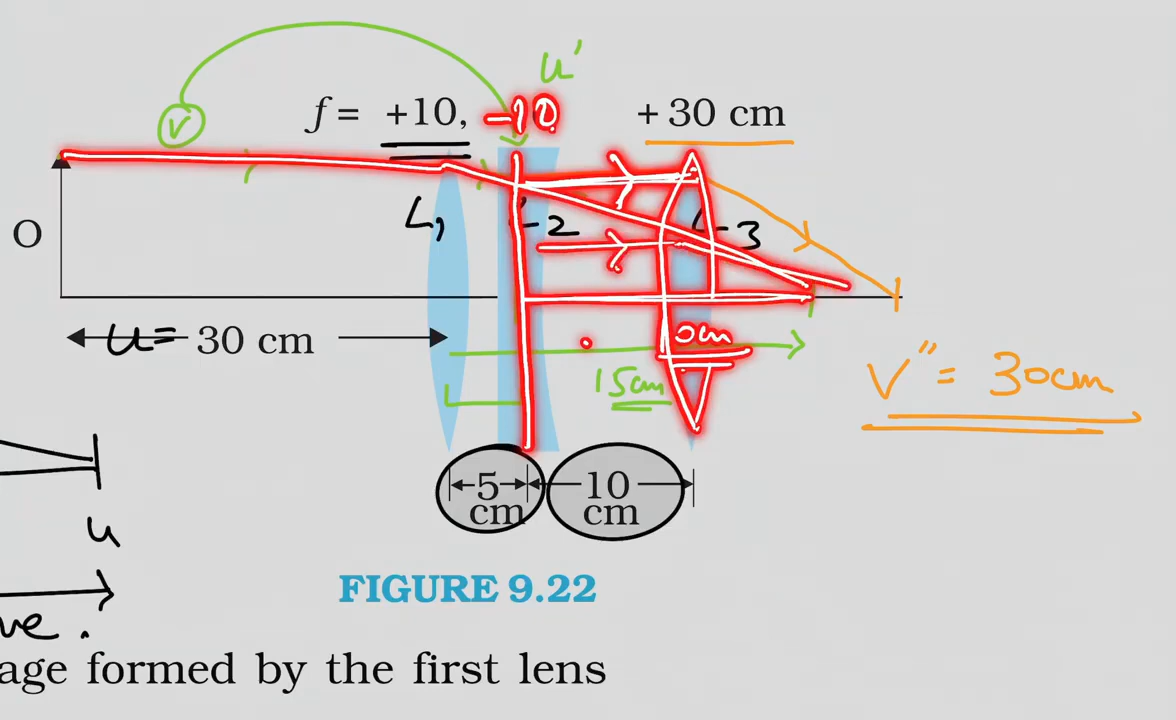 u'
v
f = +10, -10, +30 cm
L1 L2 L3
O
u= 30 cm
0cm
15cm
v" = 30cm
5 cm
10 cm
u
ve.
FIGURE 9.22
age formed by the first lens